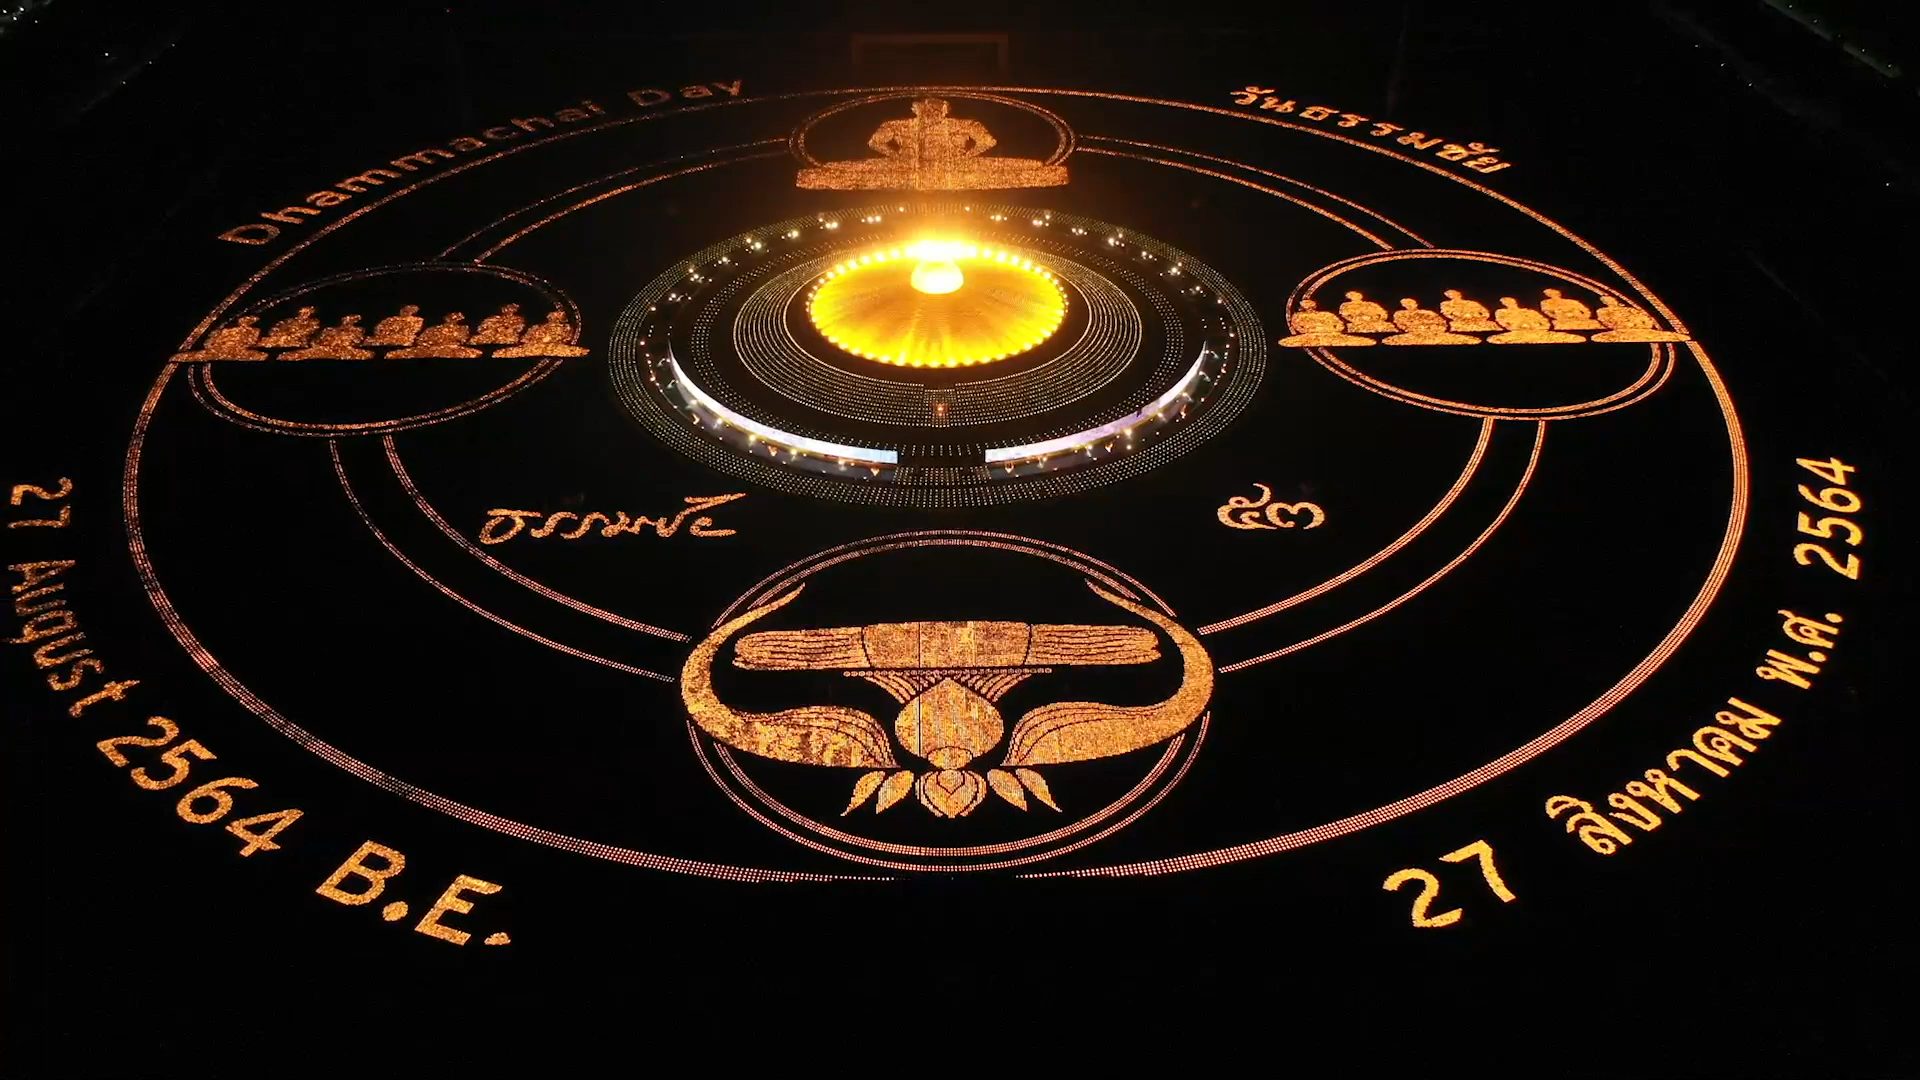 Dhammachai Day
วันธรรมชัย
ธรรมชโย
๕๓
27 August 2564 B.E.
27 สิงหาคม พ.ศ. 2564